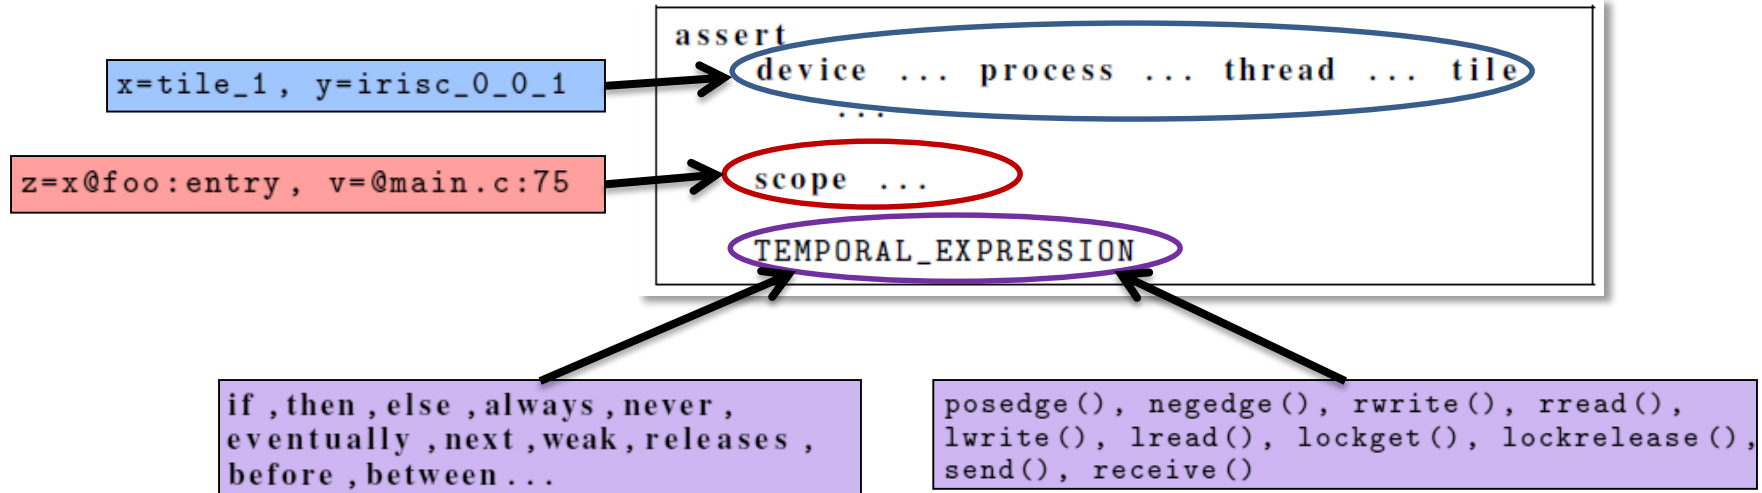 assert
device ... process ... thread ... tile
...
x=tile_1, y=irisc_0_0_1
scope ...
z=x@foo:entry, v=@main.c:75
TEMPORAL_EXPRESSION
if ,then ,else ,always ,never ,
eventually ,next ,weak, releases ,
before ,between...
posedge(), negedge(), rwrite(), rread(),
lwrite(), lread(), lockget(), lockrelease(),
send(), receive()